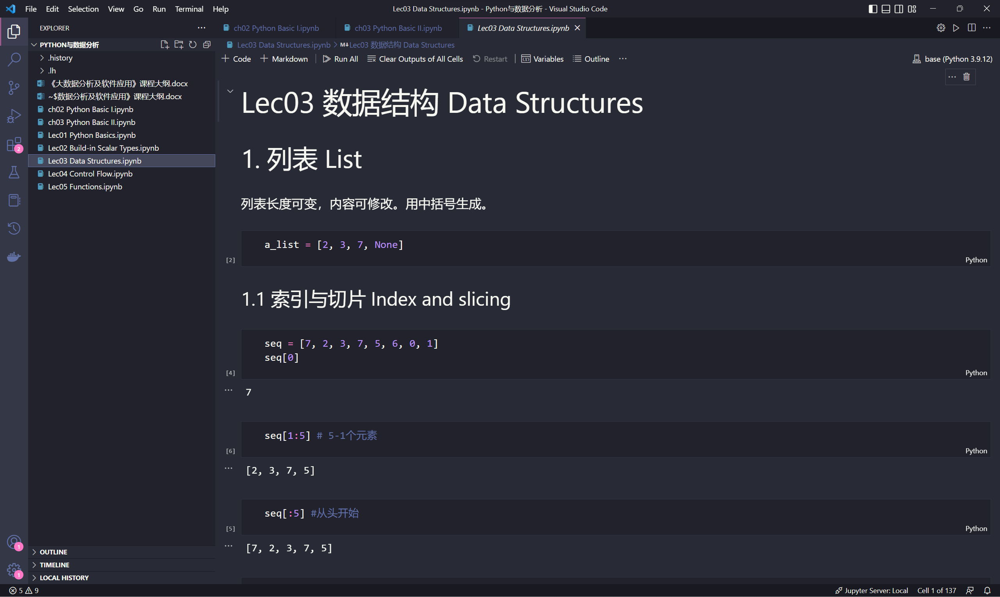 File Edit Selection View Go Run Terminal Help
Lec03 Data Structures.ipynb - Python与数据分析 - Visual Studio Code
EXPLORER
PYTHON与数据分析
.history
.lh
《大数据分析及软件应用》课程大纲.docx
~$数据分析及软件应用》课程大纲.docx
ch02 Python Basic I.ipynb
ch03 Python Basic II.ipynb
Lec01 Python Basics.ipynb
Lec02 Build-in Scalar Types.ipynb
Lec03 Data Structures.ipynb
Lec04 Control Flow.ipynb
Lec05 Functions.ipynb
2
1
1
OUTLINE
TIMELINE
LOCAL HISTORY
ch02 Python Basic I.ipynb
ch03 Python Basic II.ipynb
Lec03 Data Structures.ipynb
Lec03 Data Structures.ipynb > M↓Lec03 数据结构 Data Structures
+ Code + Markdown Run All Clear Outputs of All Cells Restart Variables Outline ···
base (Python 3.9.12)
Lec03 数据结构 Data Structures
1. 列表 List
列表长度可变，内容可修改。用中括号生成。
a_list = [2, 3, 7, None]
[2]
Python
1.1 索引与切片 Index and slicing
seq = [7, 2, 3, 7, 5, 6, 0, 1]
seq[0]
[4]
Python
7
seq[1:5] # 5-1个元素
[6]
Python
[2, 3, 7, 5]
seq[:5] #从头开始
[5]
Python
[7, 2, 3, 7, 5]
5 9
Jupyter Server: Local Cell 1 of 137